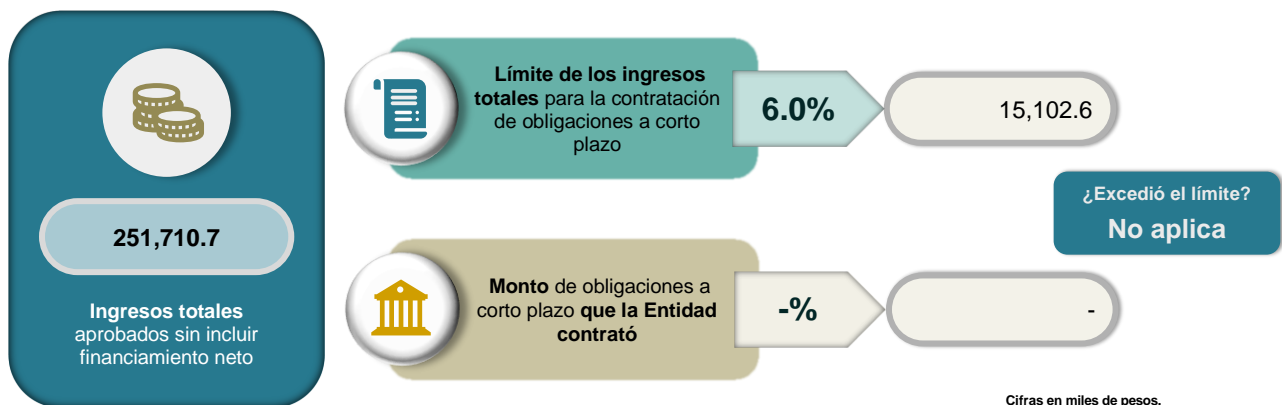 251,710.7
Ingresos totales
aprobados sin incluir
financiamiento neto
Límite de los ingresos
totales para la contratación
de obligaciones a corto
plazo
6.0%
15,102.6
¿Excedió el límite?
No aplica
Monto de obligaciones a
corto plazo que la Entidad
contrató
-%
-
Cifras en miles de pesos.